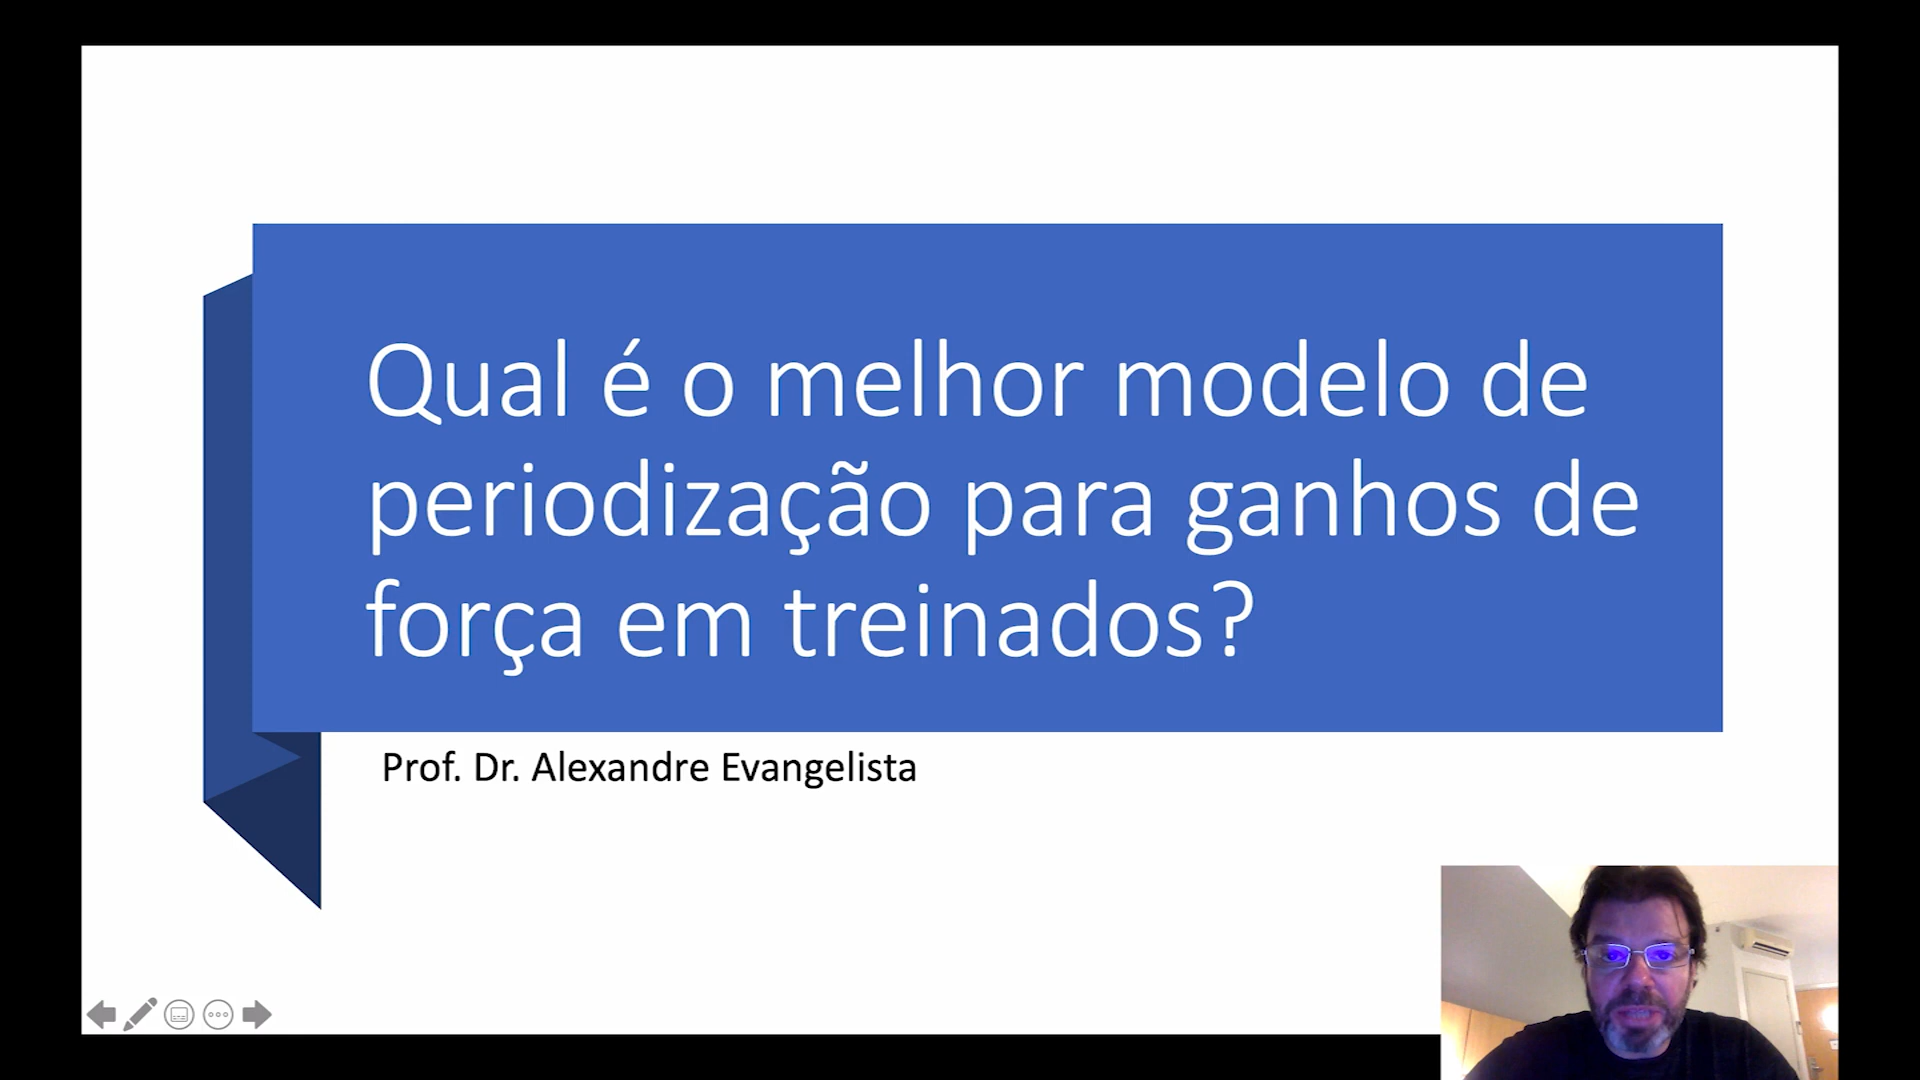 Qual é o melhor modelo de
periodização para ganhos de
força em treinados?
Prof. Dr. Alexandre Evangelista